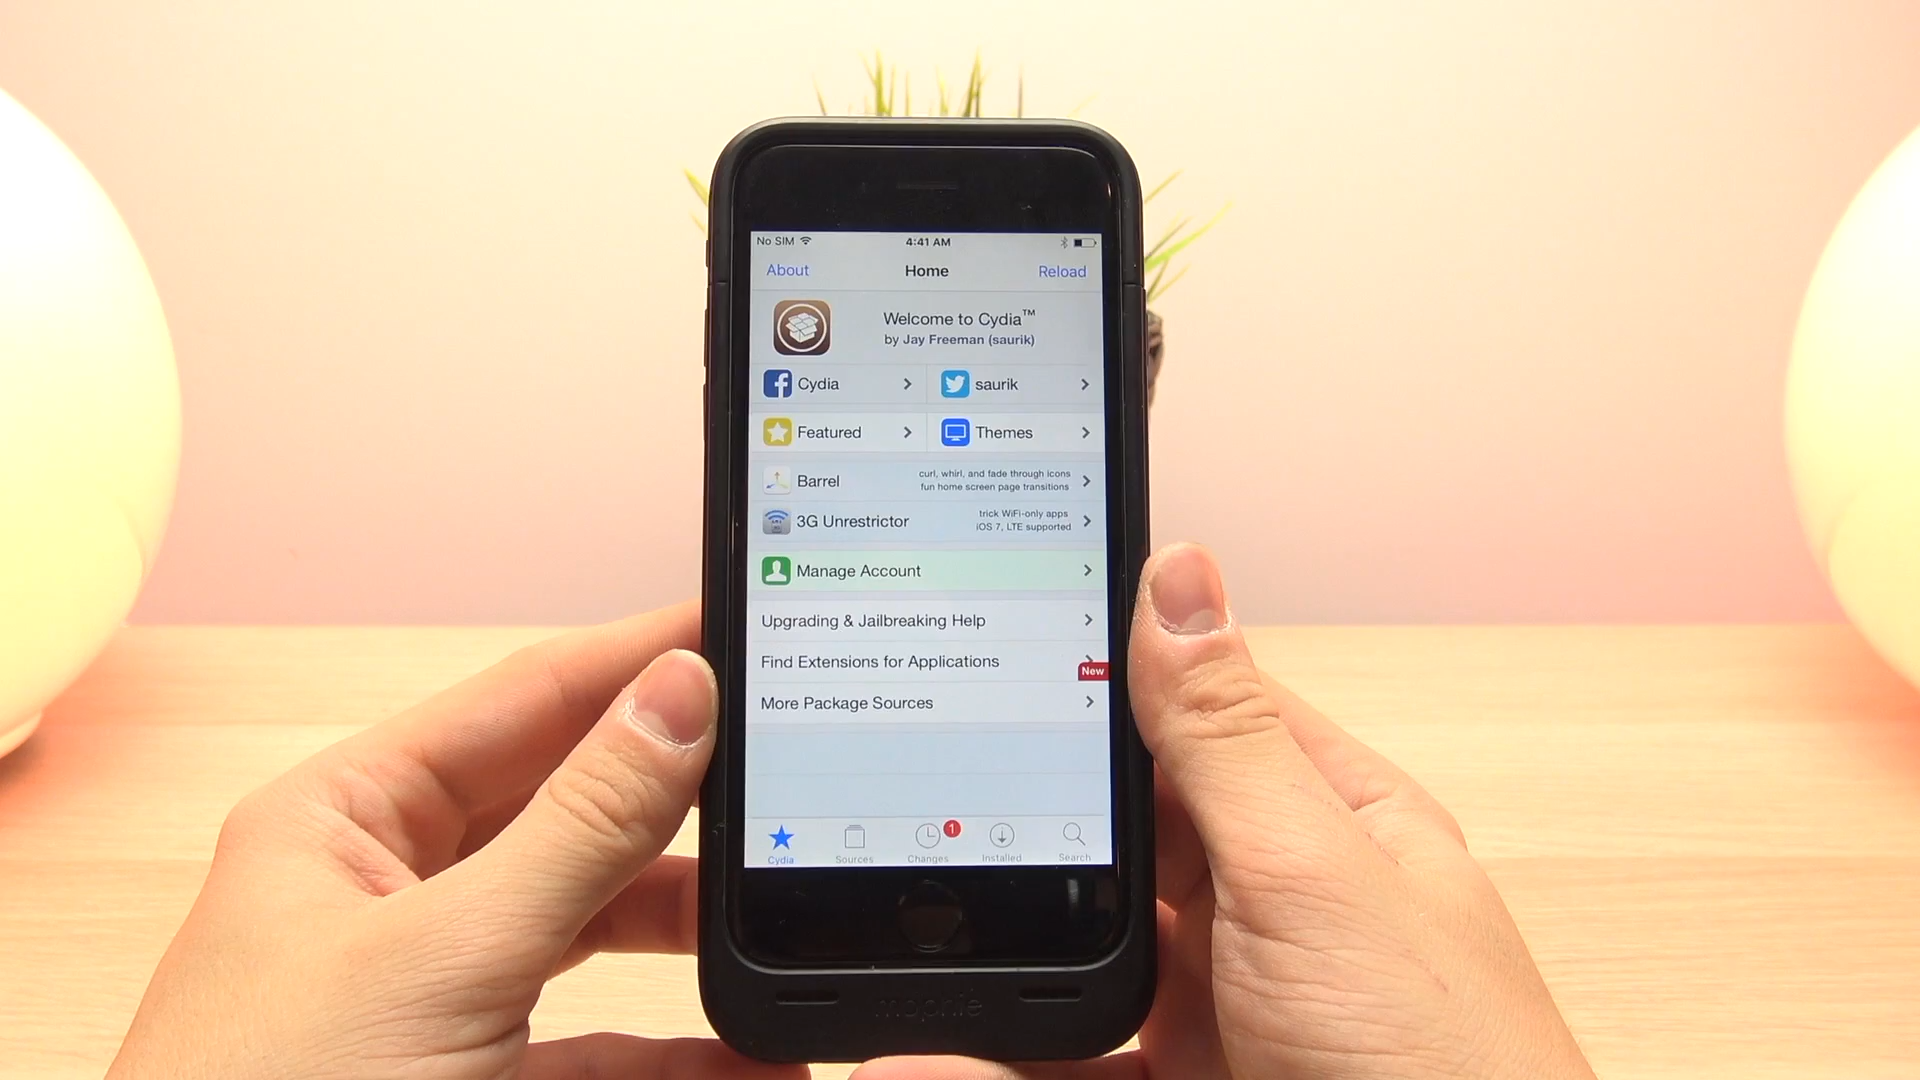 No SIM
4:41 AM
About
Home
Reload
Welcome to Cydia™
by Jay Freeman (saurik)
Cydia
saurik
Featured
Themes
Barrel
curl, whirl, and fade through icons
fun home screen page transitions
3G Unrestrictor
trick WiFi-only apps
iOS 7, LTE supported
Manage Account
Upgrading & Jailbreaking Help
Find Extensions for Applications
New
More Package Sources
1
Cydia
Sources
Changes
Installed
Search
mophie